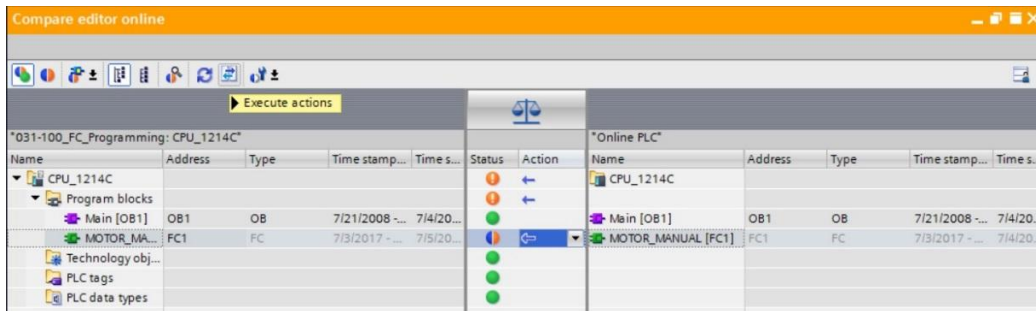 Compare editor online
Execute actions
"031-100_FC_Programming: CPU_1214C"
"Online PLC"
Name Address Type Time stamp... Time s... Status Action Name Address Type Time stamp... Time s...
CPU_1214C CPU_1214C
Program blocks
Main [OB1] OB1 OB 7/21/2008 -... 7/4/20... Main [OB1] OB1 OB 7/21/2008 -... 7/4/20...
MOTOR_MA... FC1 FC 7/3/2017 - ... 7/5/20... MOTOR_MANUAL [FC1] FC1 FC 7/3/2017 - ... 7/4/20...
Technology obj...
PLC tags
PLC data types